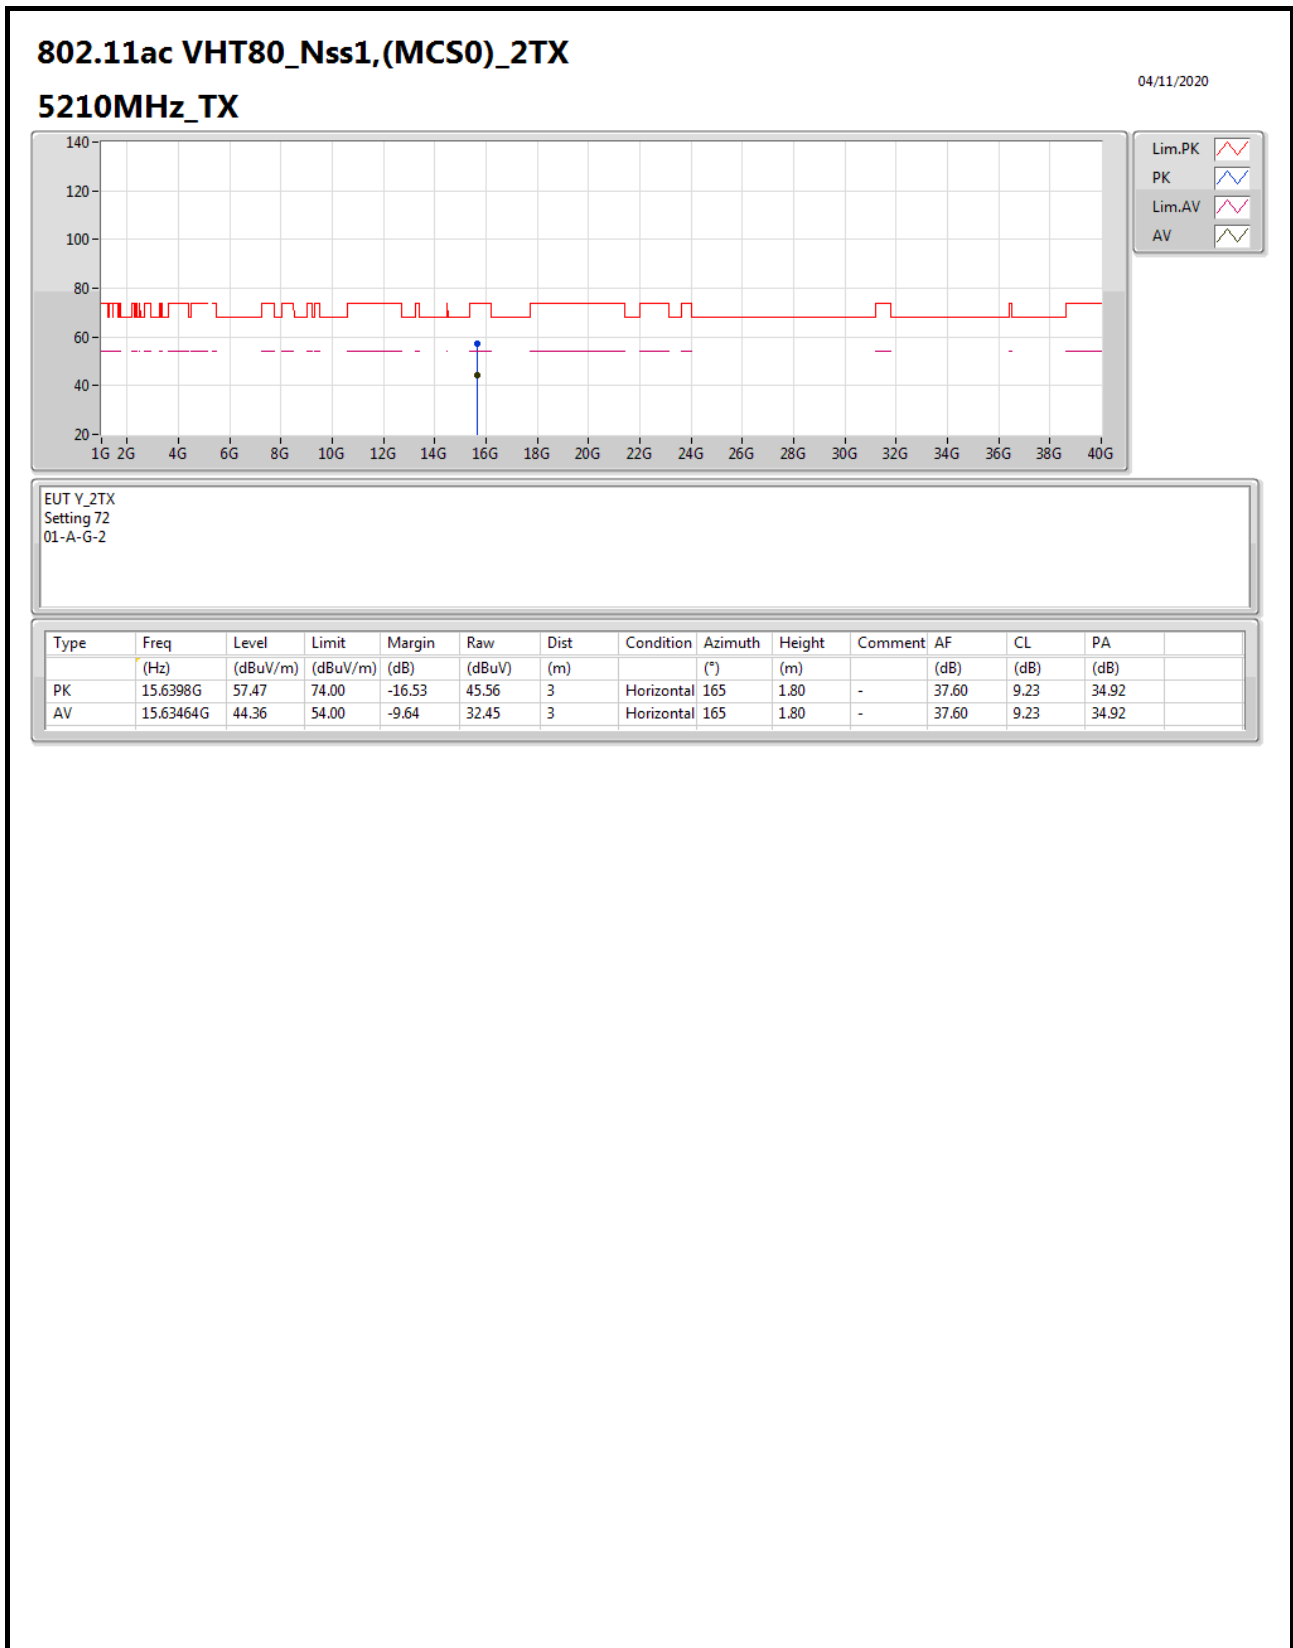 802.11ac VHT80_Nss1,(MCS0)_2TX
04/11/2020
5210MHz_TX
140
120
100
80
60
40
20
1G 2G 4G 6G 8G 10G 12G 14G 16G 18G 20G 22G 24G 26G 28G 30G 32G 34G 36G 38G 40G
Lim.PK
PK
Lim.AV
AV
EUT Y_2TX
Setting 72
01-A-G-2
Type Freq Level Limit Margin Raw Dist Condition Azimuth Height Comment AF CL PA
(Hz) (dBuV/m) (dBuV/m) (dB) (dBuV) (m) (°) (m) (dB) (dB) (dB)
PK 15.6398G 57.47 74.00 -16.53 45.56 3 Horizontal 165 1.80 - 37.60 9.23 34.92
AV 15.63464G 44.36 54.00 -9.64 32.45 3 Horizontal 165 1.80 - 37.60 9.23 34.92